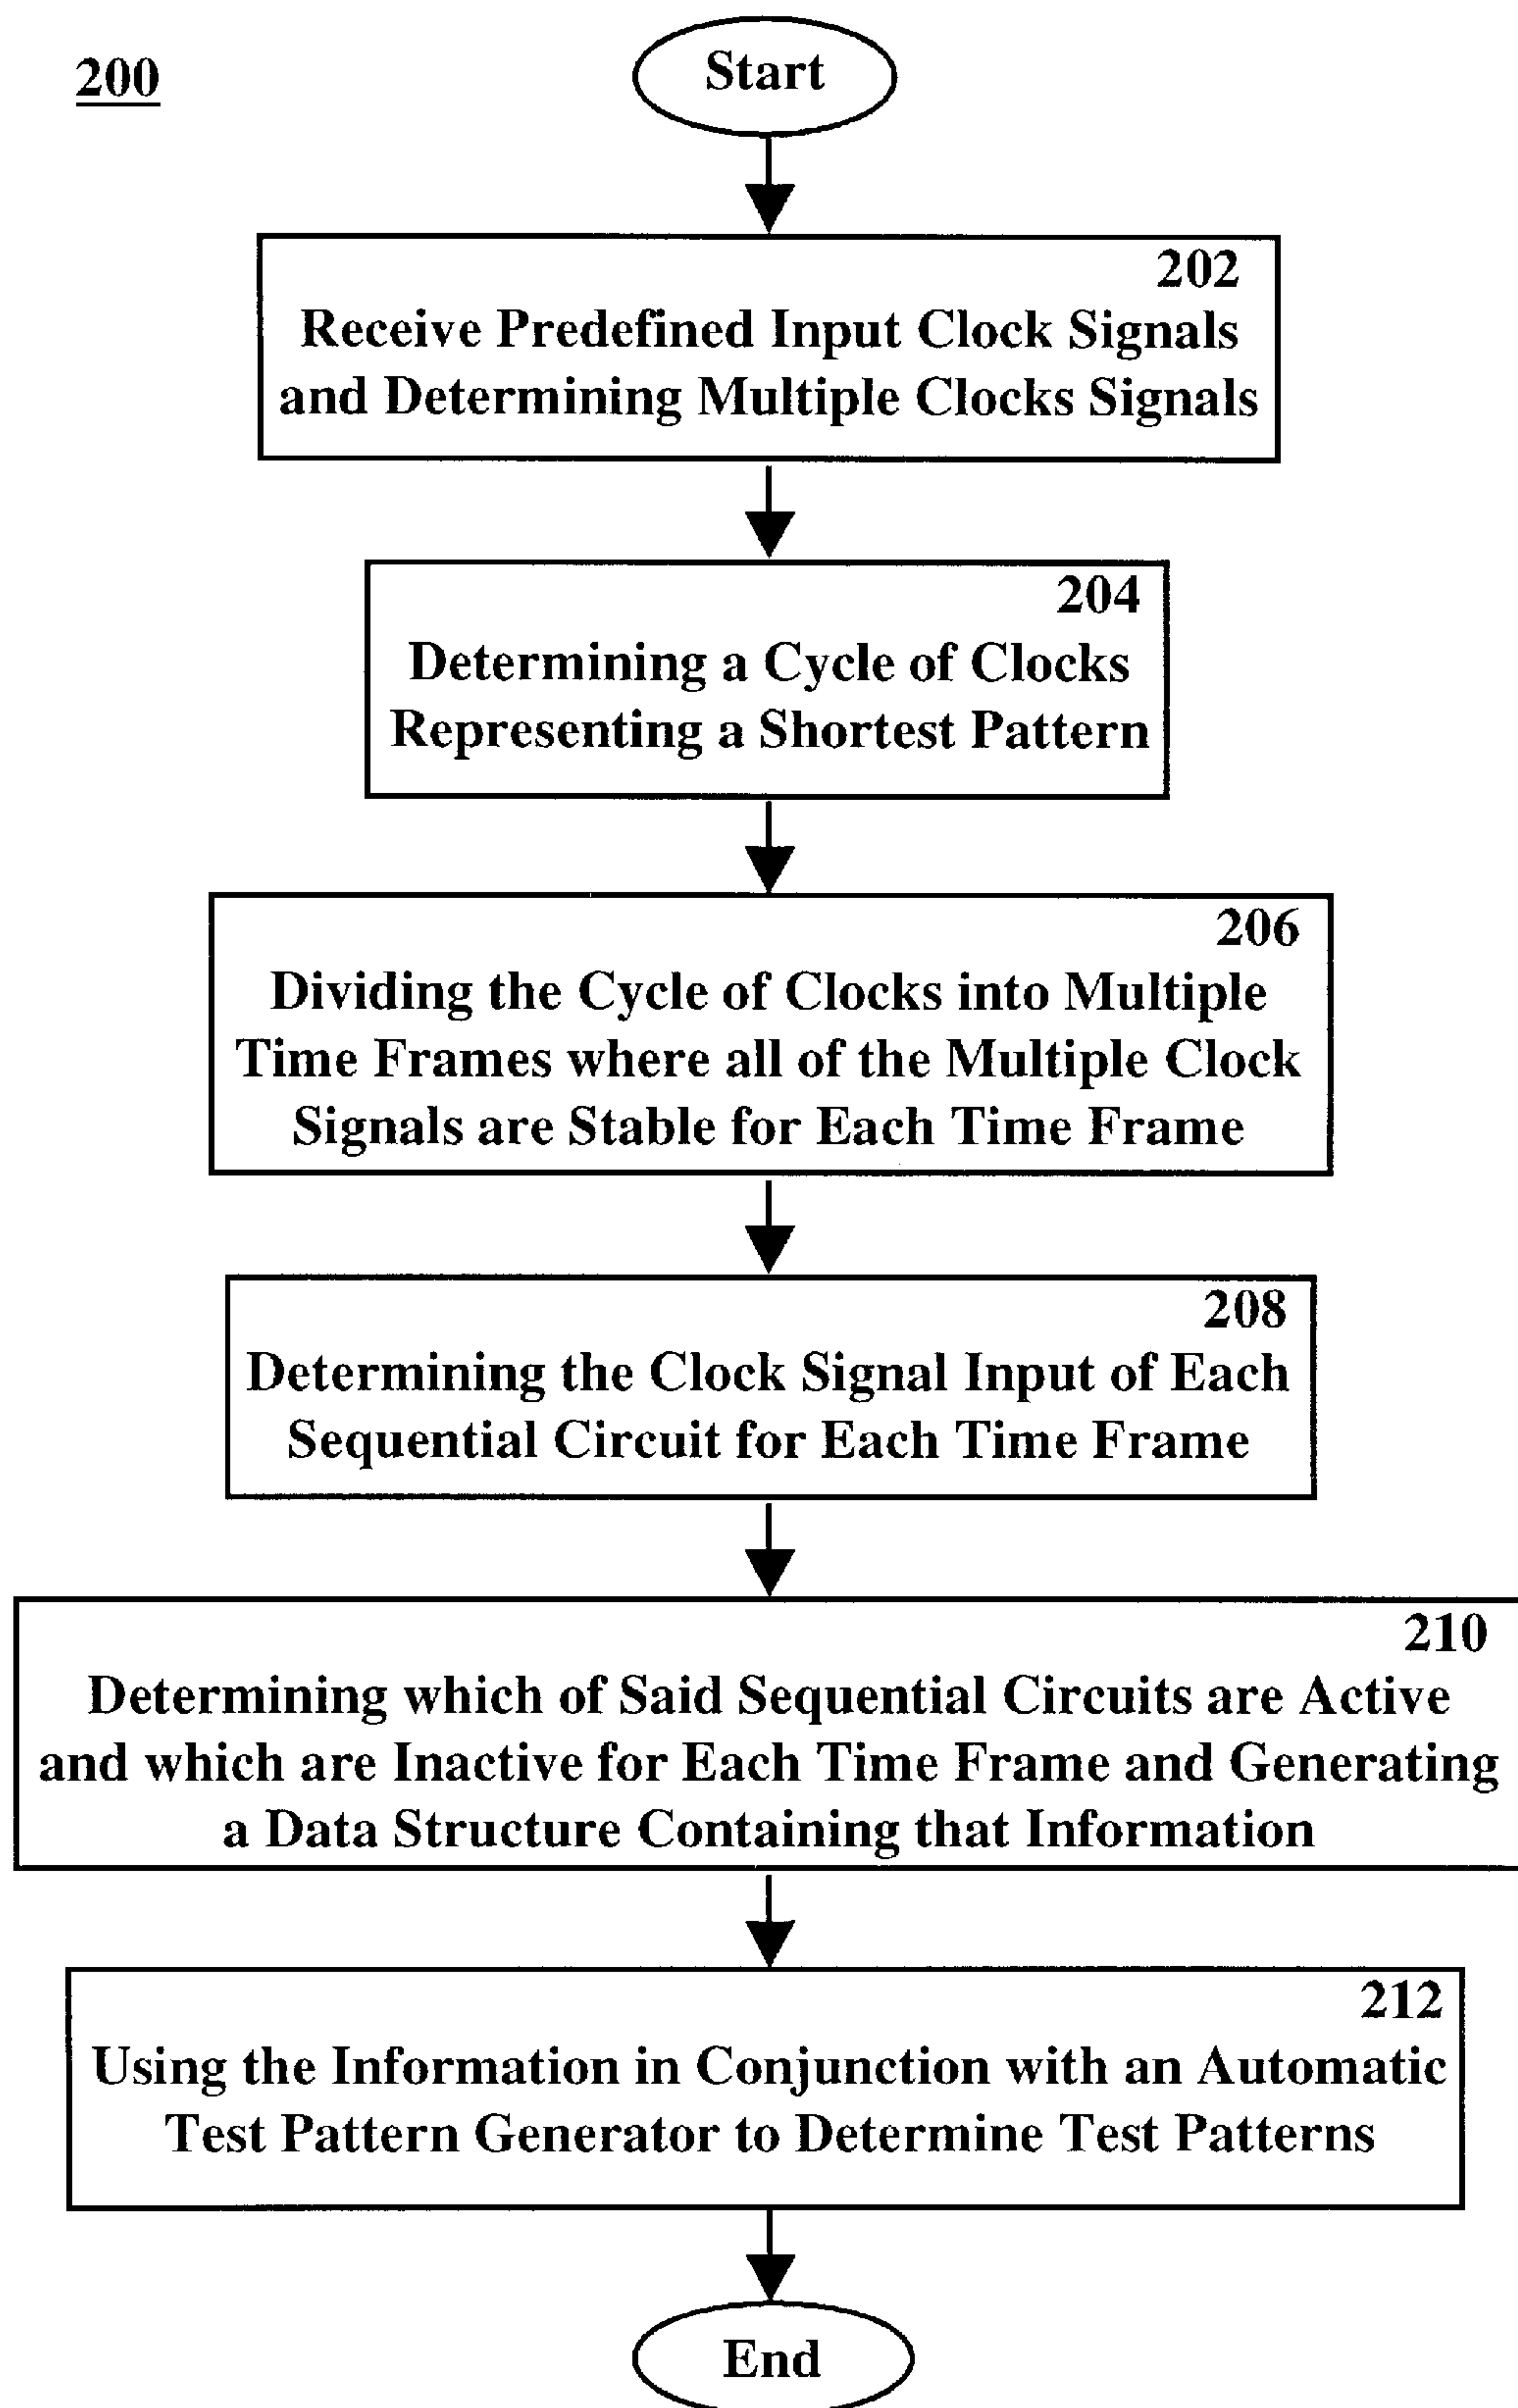 200
Start
202
Receive Predefined Input Clock Signals
and Determining Multiple Clocks Signals
204
Determining a Cycle of Clocks
Representing a Shortest Pattern
206
Dividing the Cycle of Clocks into Multiple
Time Frames where all of the Multiple Clock
Signals are Stable for Each Time Frame
208
Determining the Clock Signal Input of Each
Sequential Circuit for Each Time Frame
210
Determining which of Said Sequential Circuits are Active
and which are Inactive for Each Time Frame and Generating
a Data Structure Containing that Information
212
Using the Information in Conjunction with an Automatic
Test Pattern Generator to Determine Test Patterns
End